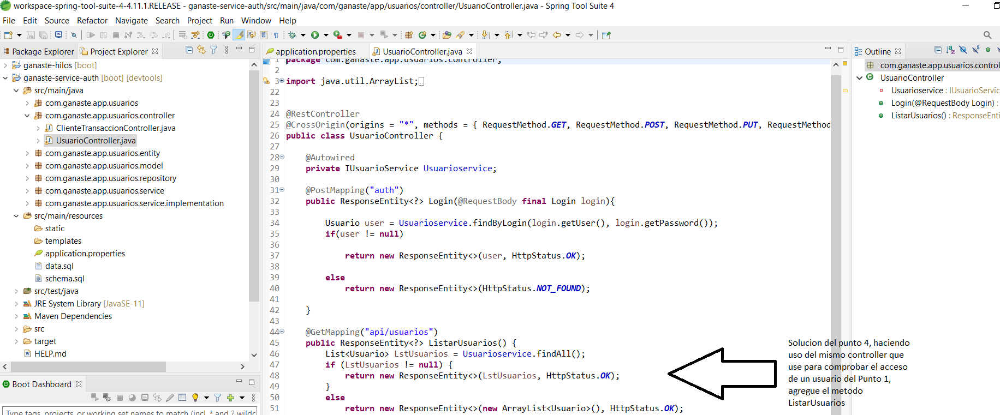 workspace-spring-tool-suite-4-4.11.1.RELEASE - ganaste-service-auth/src/main/java/com/ganaste/app/usuarios/controller/UsuarioController.java - Spring Tool Suite 4
File Edit Source Refactor Navigate Search Project Run Window Help
Package Explorer Project Explorer
ganaste-hilos [boot]
ganaste-service-auth [boot] [devtools]
src/main/java
com.ganaste.app.usuarios
com.ganaste.app.usuarios.controller
ClienteTransaccionController.java
UsuarioController.java
com.ganaste.app.usuarios.entity
com.ganaste.app.usuarios.model
com.ganaste.app.usuarios.repository
com.ganaste.app.usuarios.service
com.ganaste.app.usuarios.service.implementation
src/main/resources
static
templates
application.properties
data.sql
schema.sql
src/test/java
JRE System Library [JavaSE-11]
Maven Dependencies
src
target
HELP.md
Boot Dashboard
Type tags, projects, or working set names to match (incl. * and ? wildc
application.properties UsuarioController.java
1 package com.ganaste.app.usuarios.controller;
2
3 import java.util.ArrayList;
22
23
24 @RestController
25 @CrossOrigin(origins = "*", methods = { RequestMethod.GET, RequestMethod.POST, RequestMethod.PUT, RequestMethod
26 public class UsuarioController {
27
28 @Autowired
29 private IUsuarioService Usuarioservice;
30
31 @PostMapping("auth")
32 public ResponseEntity<?> Login(@RequestBody final Login login){
33
34 Usuario user = Usuarioservice.findByLogin(login.getUser(), login.getPassword());
35 if(user != null)
36
37 return new ResponseEntity<>(user, HttpStatus.OK);
38
39 else
40 return new ResponseEntity<>(HttpStatus.NOT_FOUND);
41
42 }
43
44 @GetMapping("api/usuarios")
45 public ResponseEntity<?> ListarUsuarios() {
46 List<Usuario> LstUsuarios = Usuarioservice.findAll();
47 if (LstUsuarios != null) {
48 return new ResponseEntity<>(LstUsuarios, HttpStatus.OK);
49 }
50 else
51 return new ResponseEntity<>(new ArrayList<Usuario>(), HttpStatus.OK);
Outline
com.ganaste.app.usuarios.control
UsuarioController
Usuarioservice : IUsuarioServic
Login(@RequestBody Login) :
ListarUsuarios() : ResponseEnti
Solucion del punto 4, haciendo
uso del mismo controller que
use para comprobar el acceso
de un usuario del Punto 1,
agregue el metodo
ListarUsuarios